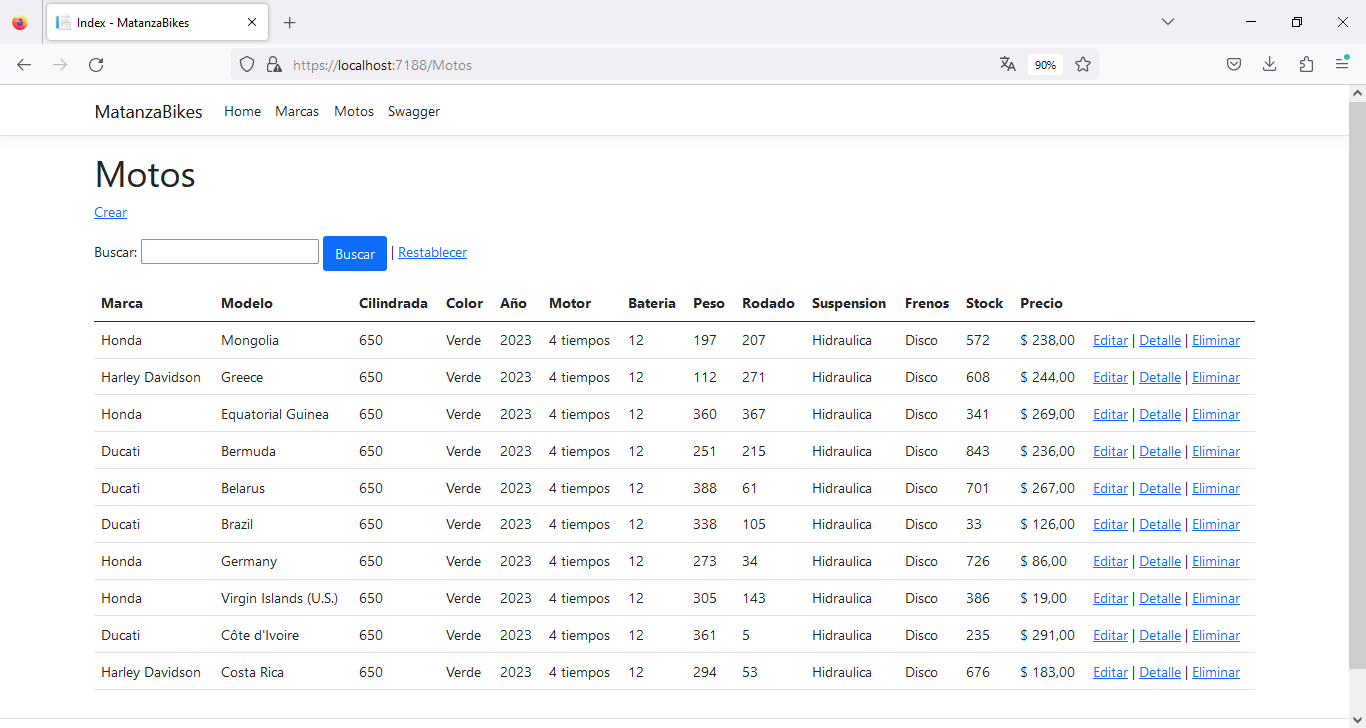 Index - MatanzaBikes
https://localhost:7188/Motos 90%
MatanzaBikes Home Marcas Motos Swagger
Motos
Crear
Buscar: Buscar | Restablecer
Marca Modelo Cilindrada Color Año Motor Bateria Peso Rodado Suspension Frenos Stock Precio
Honda Mongolia 650 Verde 2023 4 tiempos 12 197 207 Hidraulica Disco 572 $ 238,00 Editar | Detalle | Eliminar
Harley Davidson Greece 650 Verde 2023 4 tiempos 12 112 271 Hidraulica Disco 608 $ 244,00 Editar | Detalle | Eliminar
Honda Equatorial Guinea 650 Verde 2023 4 tiempos 12 360 367 Hidraulica Disco 341 $ 269,00 Editar | Detalle | Eliminar
Ducati Bermuda 650 Verde 2023 4 tiempos 12 251 215 Hidraulica Disco 843 $ 236,00 Editar | Detalle | Eliminar
Ducati Belarus 650 Verde 2023 4 tiempos 12 388 61 Hidraulica Disco 701 $ 267,00 Editar | Detalle | Eliminar
Ducati Brazil 650 Verde 2023 4 tiempos 12 338 105 Hidraulica Disco 33 $ 126,00 Editar | Detalle | Eliminar
Honda Germany 650 Verde 2023 4 tiempos 12 273 34 Hidraulica Disco 726 $ 86,00 Editar | Detalle | Eliminar
Honda Virgin Islands (U.S.) 650 Verde 2023 4 tiempos 12 305 143 Hidraulica Disco 386 $ 19,00 Editar | Detalle | Eliminar
Ducati Côte d'Ivoire 650 Verde 2023 4 tiempos 12 361 5 Hidraulica Disco 235 $ 291,00 Editar | Detalle | Eliminar
Harley Davidson Costa Rica 650 Verde 2023 4 tiempos 12 294 53 Hidraulica Disco 676 $ 183,00 Editar | Detalle | Eliminar